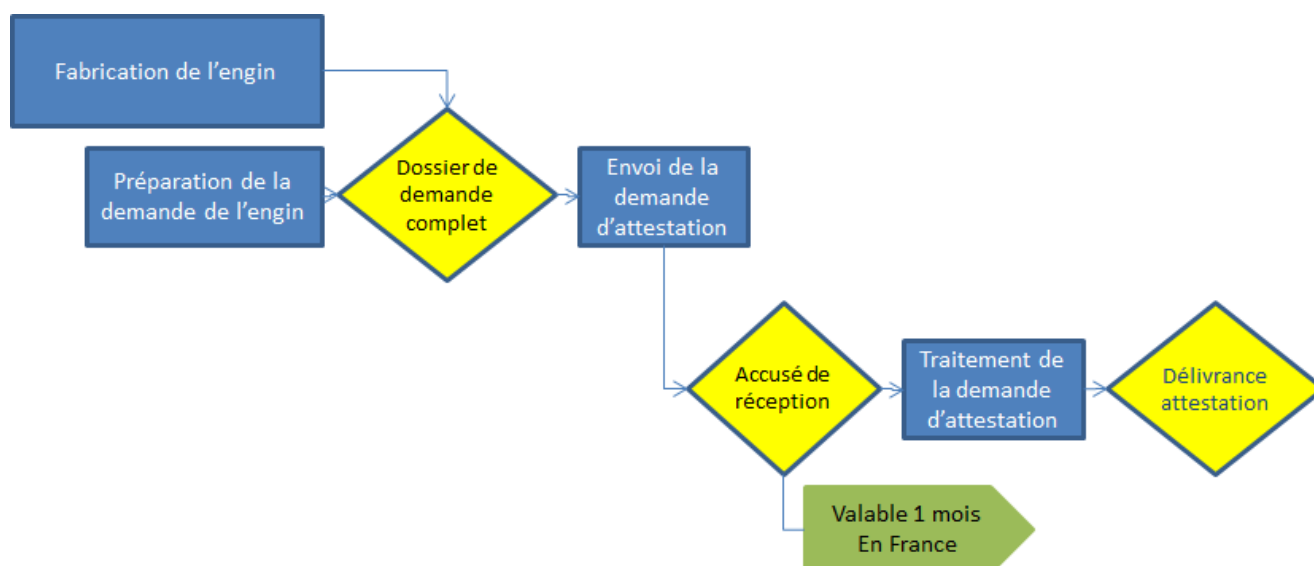 Fabrication de l’engin
Préparation de la
demande de l’engin
Dossier de
demande
complet
Envoi de la
demande
d’attestation
Accusé de
réception
Traitement de
la demande
d’attestation
Délivrance
attestation
Valable 1 mois
En France